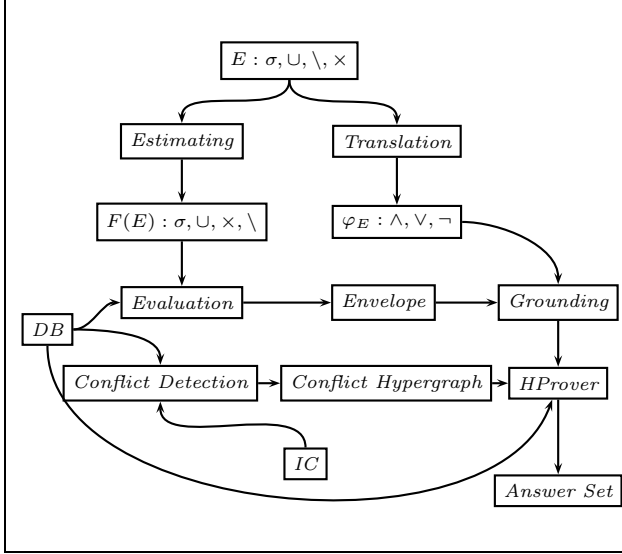 E : σ, ∪, \, ×
Estimating
Translation
F(E) : σ, ∪, ×, \
φ_E : ∧, ∨, ¬
Evaluation
Envelope
Grounding
DB
Conflict Detection
Conflict Hypergraph
HProver
IC
Answer Set